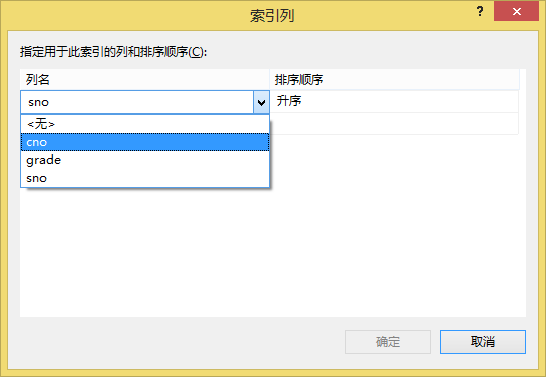 索引列
?
指定用于此索引的列和排序顺序(C):
列名 排序顺序
sno 升序
<无>
cno
grade
sno
确定 取消